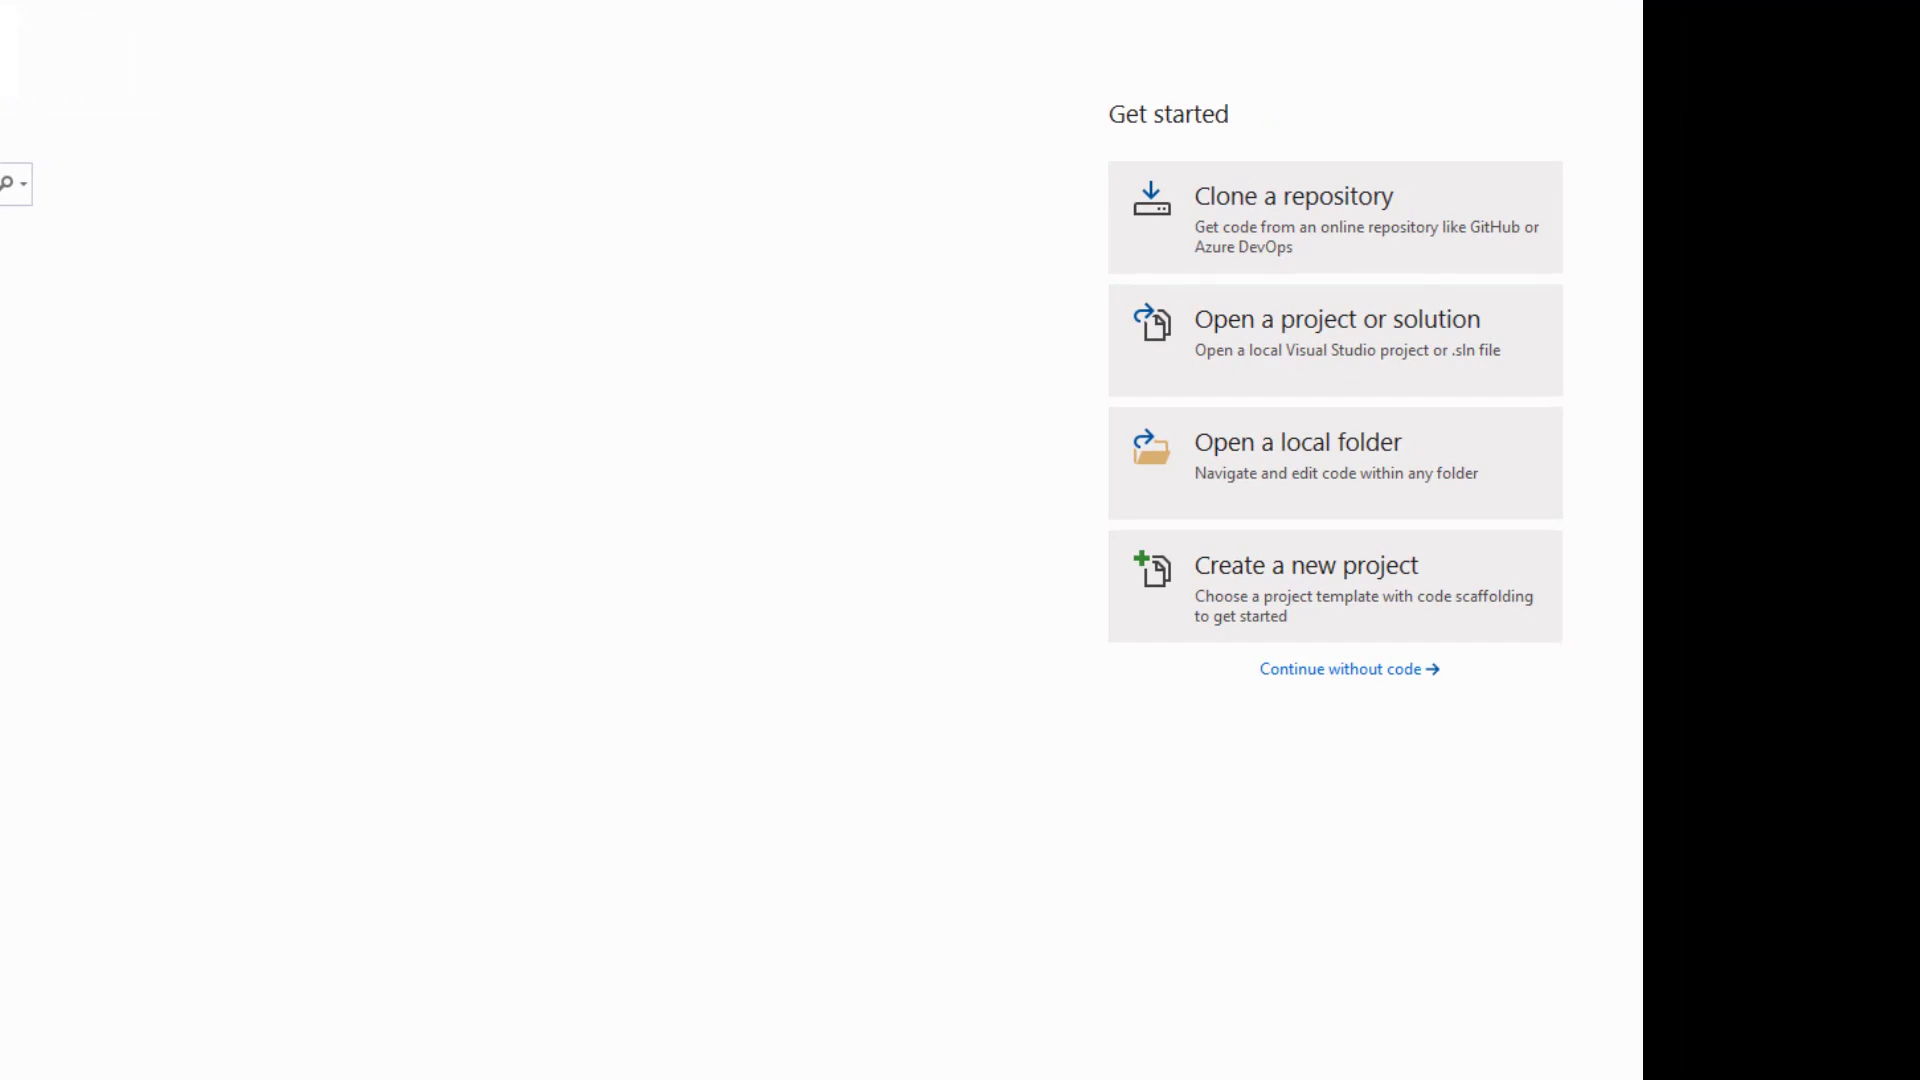 Get started
Clone a repository
Get code from an online repository like GitHub or
Azure DevOps
Open a project or solution
Open a local Visual Studio project or .sln file
Open a local folder
Navigate and edit code within any folder
Create a new project
Choose a project template with code scaffolding
to get started
Continue without code →